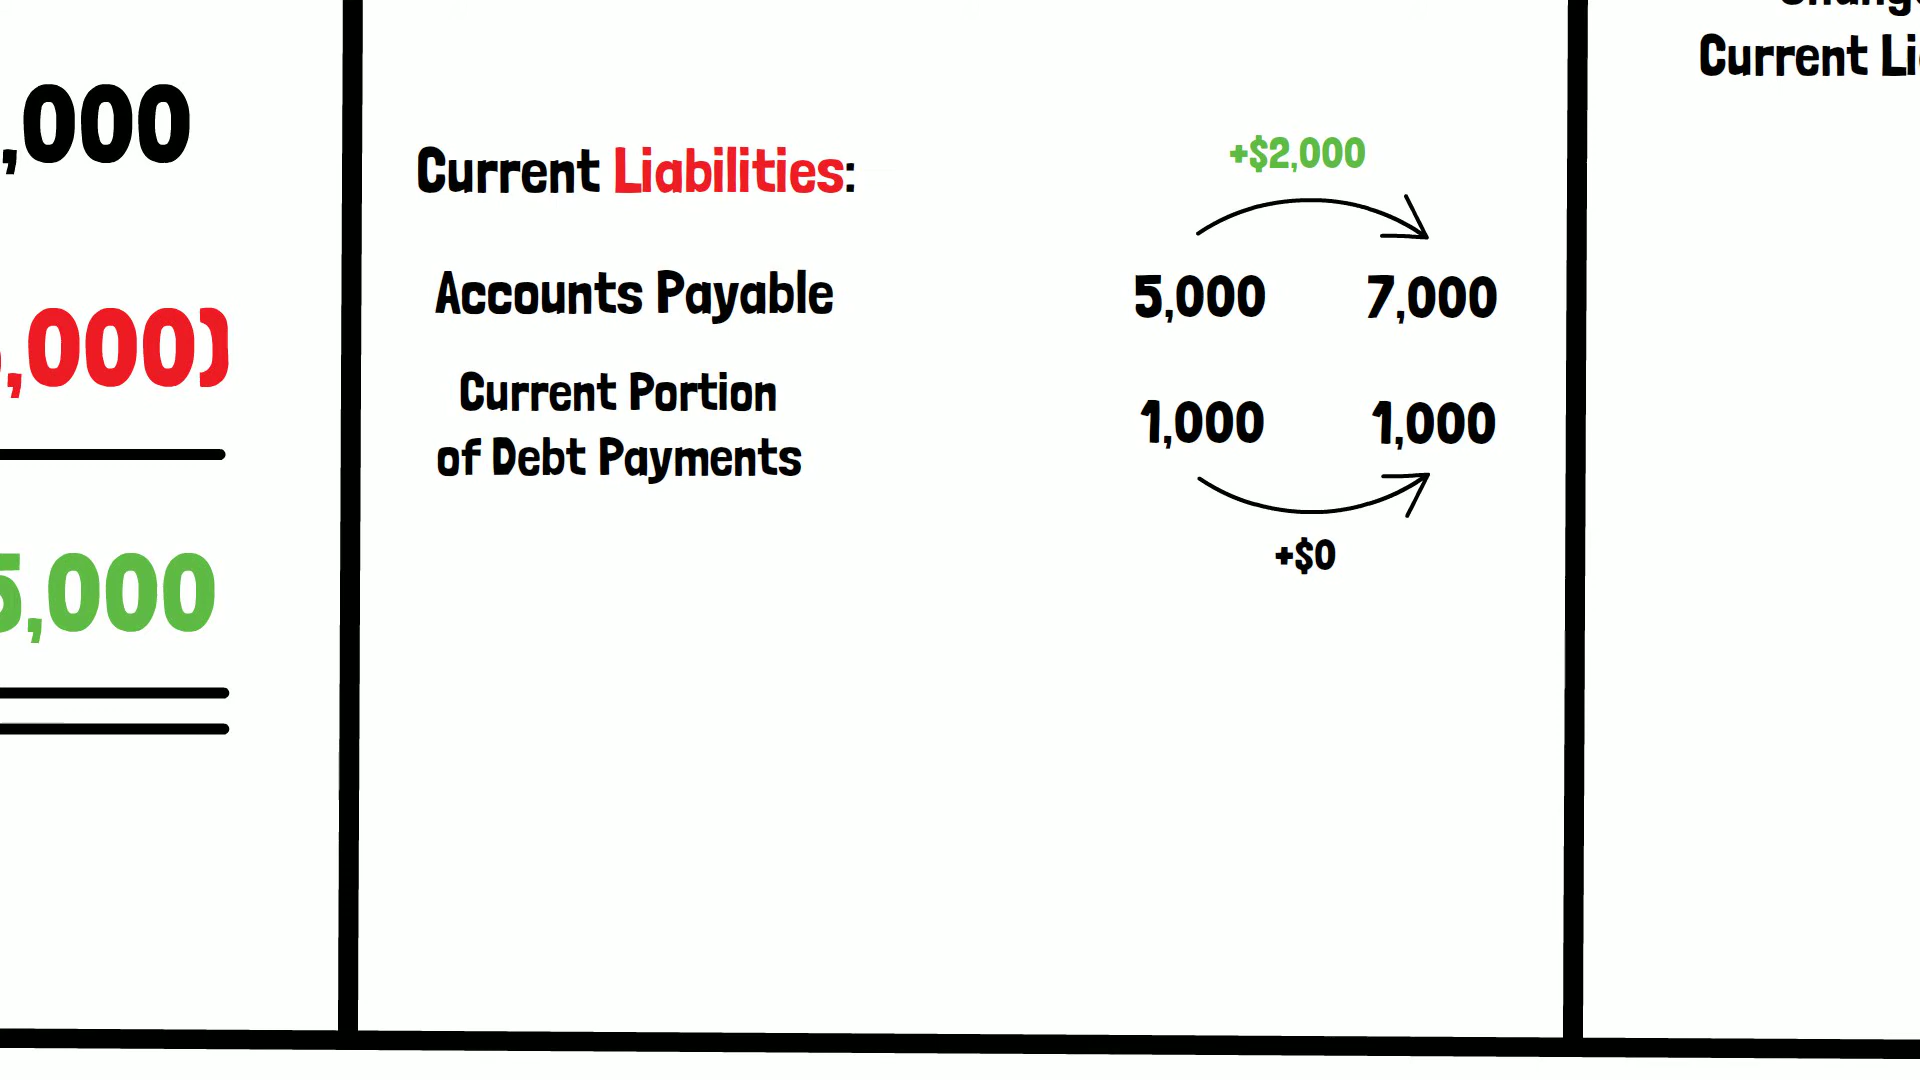 ,000
,000)
5,000
Current Liabilities:
+$2,000
Accounts Payable 5,000 7,000
Current Portion
of Debt Payments
1,000 1,000
+$0
Current